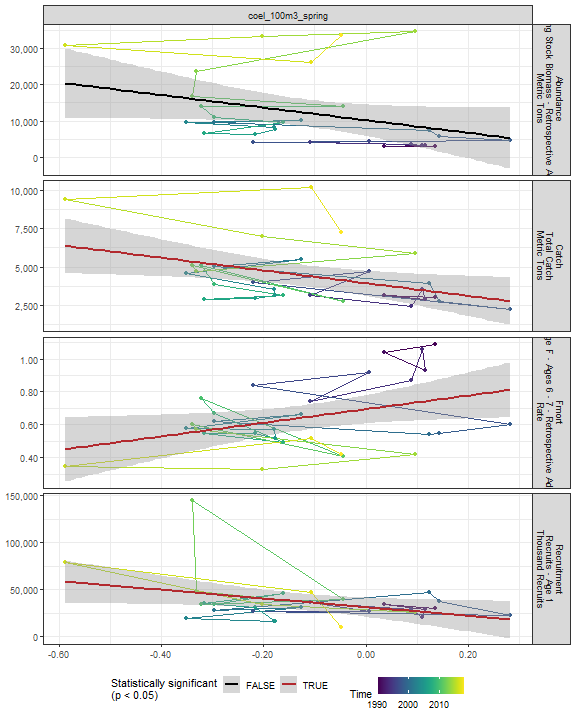 coel_100m3_spring
30,000
20,000
10,000
0
Abundance
ng Stock Biomass - Retrospective A
Metric Tons
10,000
7,500
5,000
2,500
Catch
Total Catch
Metric Tons
1.00
0.80
0.60
0.40
Fmort
e F - Ages 6 - 7 - Retrospective Ad
Rate
150,000
100,000
50,000
0
Recruitment
Recruits - Age 1
Thousand Recruits
-0.60
-0.40
-0.20
0.00
0.20
Statistically significant
(p < 0.05)
FALSE
TRUE
Time
1990
2000
2010